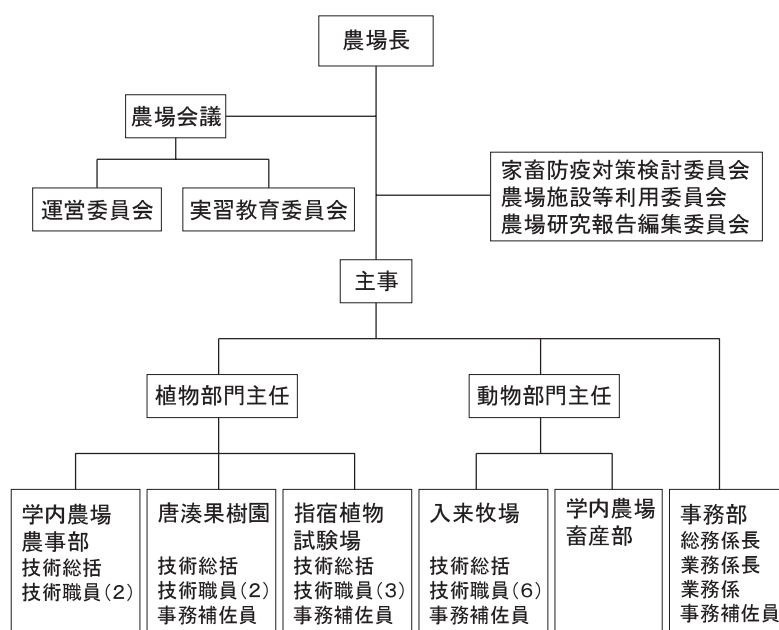 農場長
農場会議
運営委員会
実習教育委員会
家畜防疫対策検討委員会
農場施設等利用委員会
農場研究報告編集委員会
主事
植物部門主任
動物部門主任
学内農場
農事部
技術総括
技術職員(2)
唐湊果樹園
技術総括
技術職員(2)
事務補佐員
指宿植物
試験場
技術総括
技術職員(3)
事務補佐員
入来牧場
技術総括
技術職員(6)
事務補佐員
学内農場
畜産部
事務部
総務係長
業務係長
業務係
事務補佐員